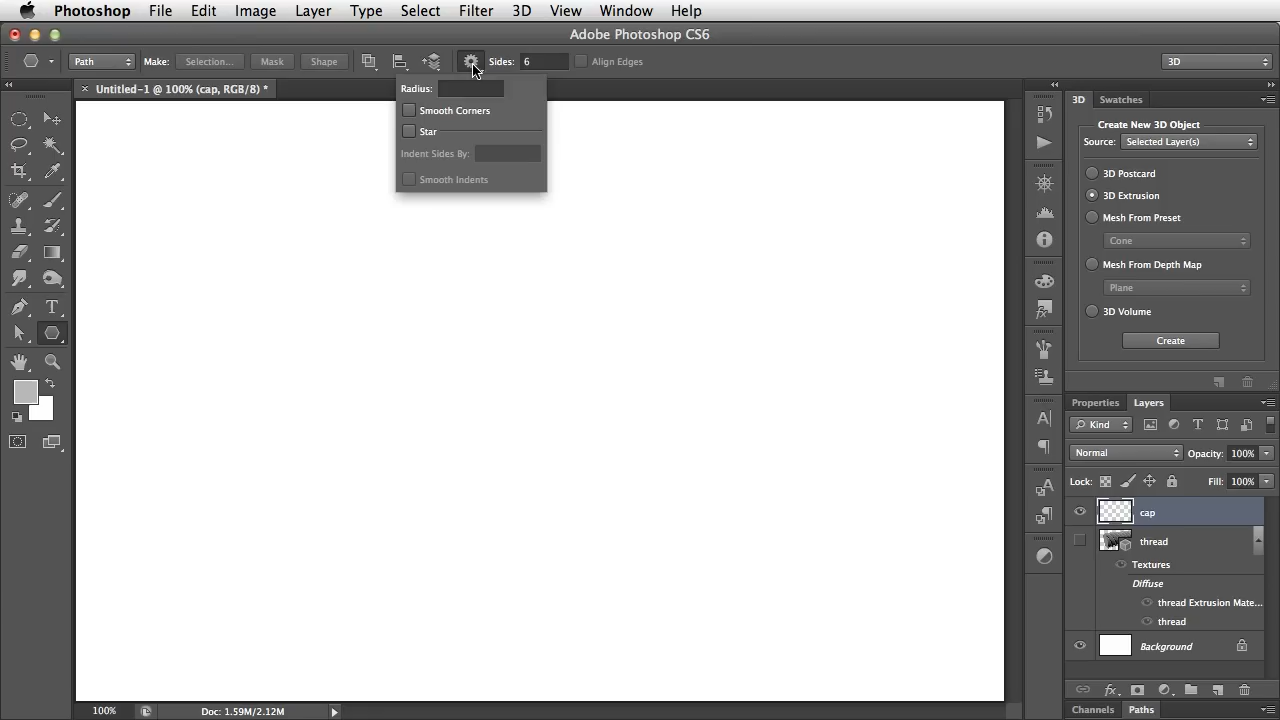 Photoshop File Edit Image Layer Type Select Filter 3D View Window Help
Adobe Photoshop CS6
Path Make: Selection... Mask Shape Sides: 6 Align Edges 3D
Untitled-1 @ 100% (cap, RGB/8) *
Radius:
Smooth Corners
Star
Indent Sides By:
Smooth Indents
3D Swatches
Create New 3D Object
Source: Selected Layer(s)
3D Postcard
3D Extrusion
Mesh From Preset
Cone
Mesh From Depth Map
Plane
3D Volume
Create
Properties Layers
Kind
Normal Opacity: 100%
Lock: Fill: 100%
cap
thread
Textures
Diffuse
thread Extrusion Mate...
thread
Background
100% Doc: 1.59M/2.12M
Channels Paths